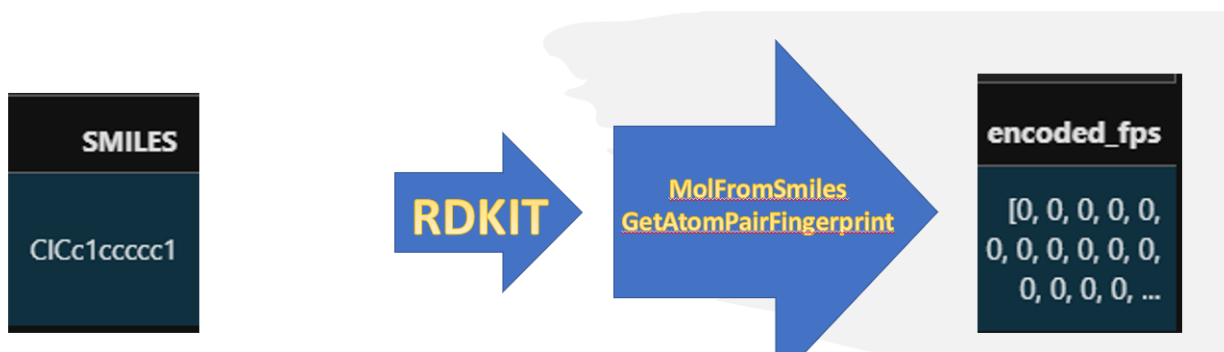 SMILES
ClCc1ccccc1
RDKIT
MolFromSmiles
GetAtomPairFingerprint
encoded_fps
[0, 0, 0, 0, 0,
0, 0, 0, 0, 0, 0,
0, 0, 0, 0, ...